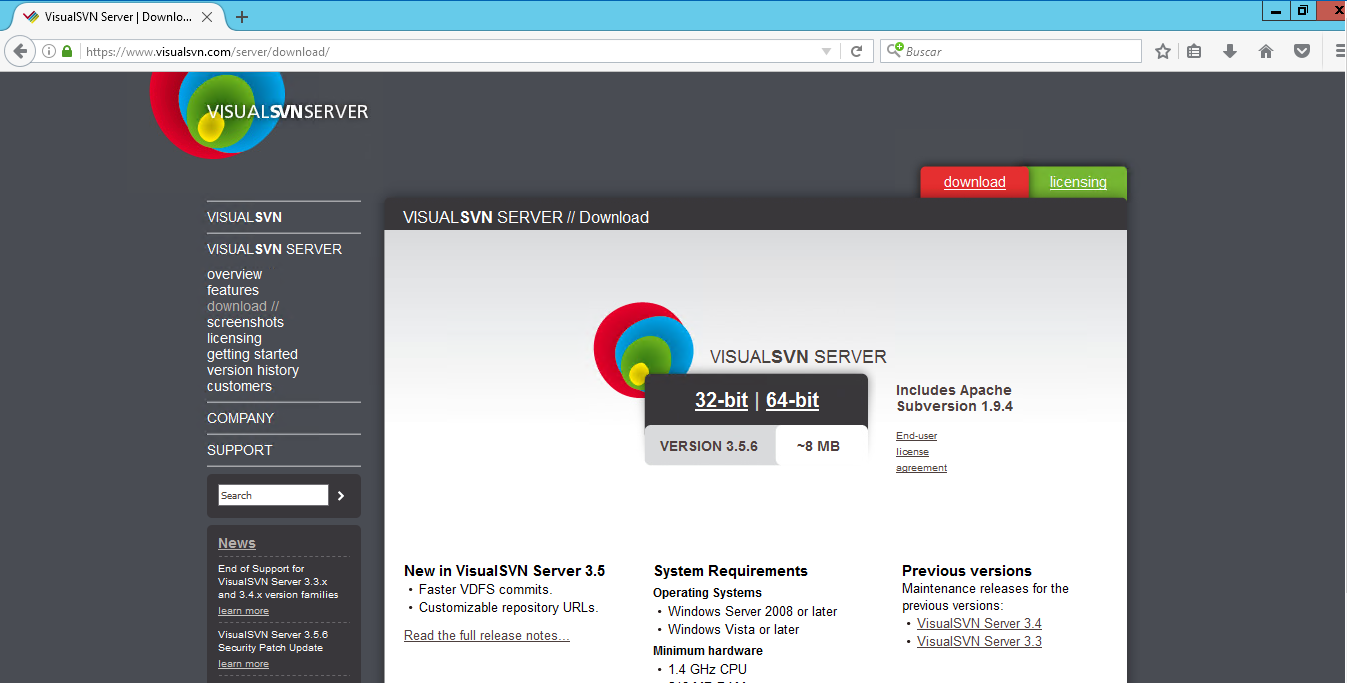 VisualSVN Server | Downlo...
https://www.visualsvn.com/server/download/
Buscar
VISUALSVNSERVER
download
licensing
VISUALSVN
VISUALSVN SERVER
overview
features
download //
screenshots
licensing
getting started
version history
customers
COMPANY
SUPPORT
Search
News
End of Support for
VisualSVN Server 3.3.x
and 3.4.x version families
learn more
VisualSVN Server 3.5.6
Security Patch Update
learn more
VISUALSVN SERVER // Download
VISUALSVN SERVER
32-bit | 64-bit
VERSION 3.5.6
~8 MB
Includes Apache
Subversion 1.9.4
End-user
license
agreement
New in VisualSVN Server 3.5
• Faster VDFS commits.
• Customizable repository URLs.
Read the full release notes...
System Requirements
Operating Systems
• Windows Server 2008 or later
• Windows Vista or later
Minimum hardware
• 1.4 GHz CPU
Previous versions
Maintenance releases for the
previous versions:
• VisualSVN Server 3.4
• VisualSVN Server 3.3